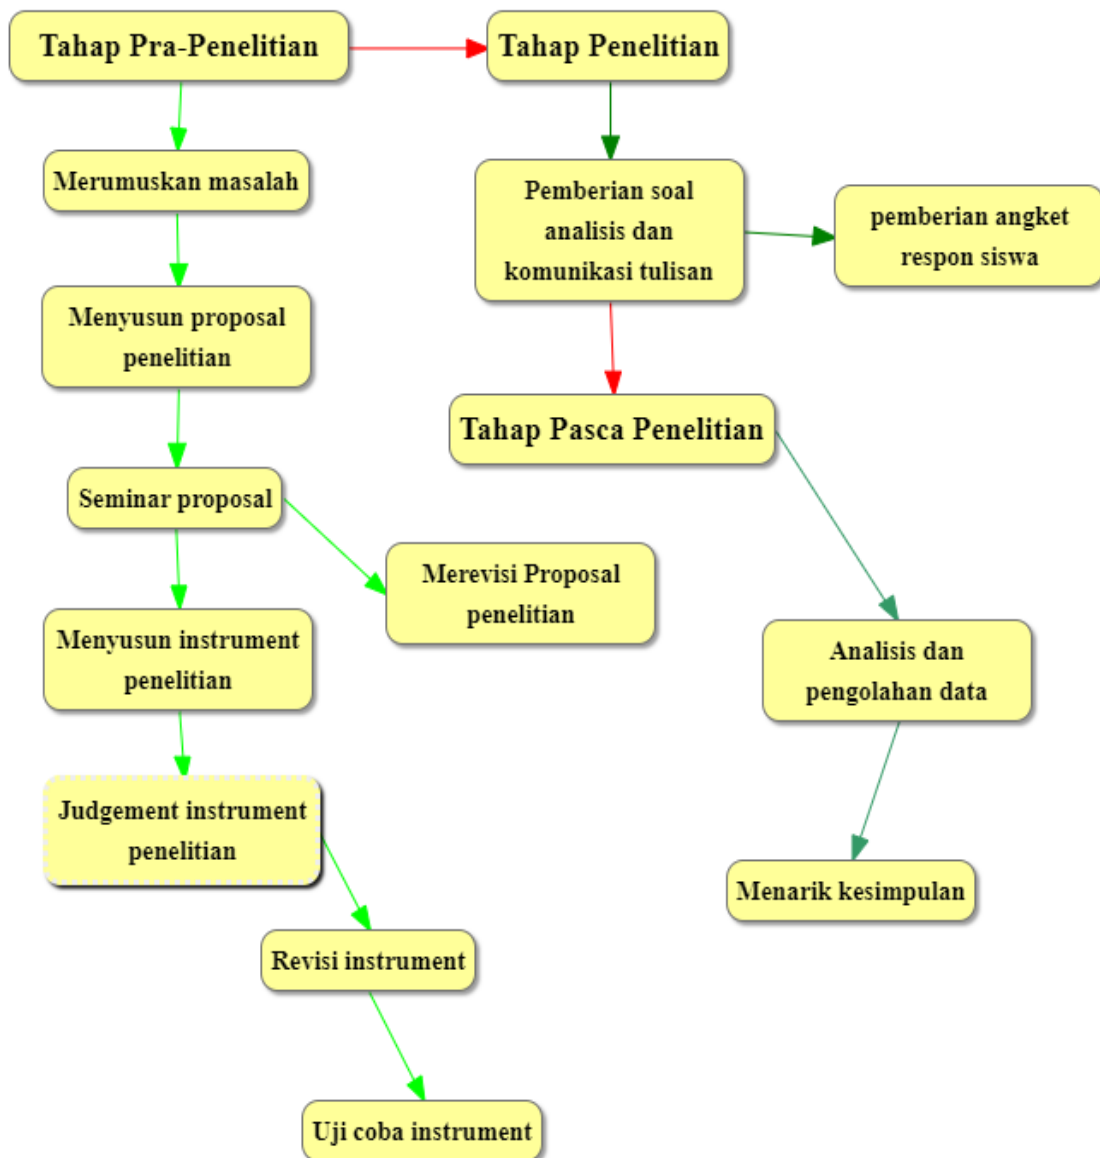 Tahap Pra-Penelitian
Tahap Penelitian
Merumuskan masalah
Pemberian soal
analisis dan
komunikasi tulisan
pemberian angket
respon siswa
Menyusun proposal
penelitian
Tahap Pasca Penelitian
Seminar proposal
Merevisi Proposal
penelitian
Menyusun instrument
penelitian
Analisis dan
pengolahan data
Judgement instrument
penelitian
Menarik kesimpulan
Revisi instrument
Uji coba instrument